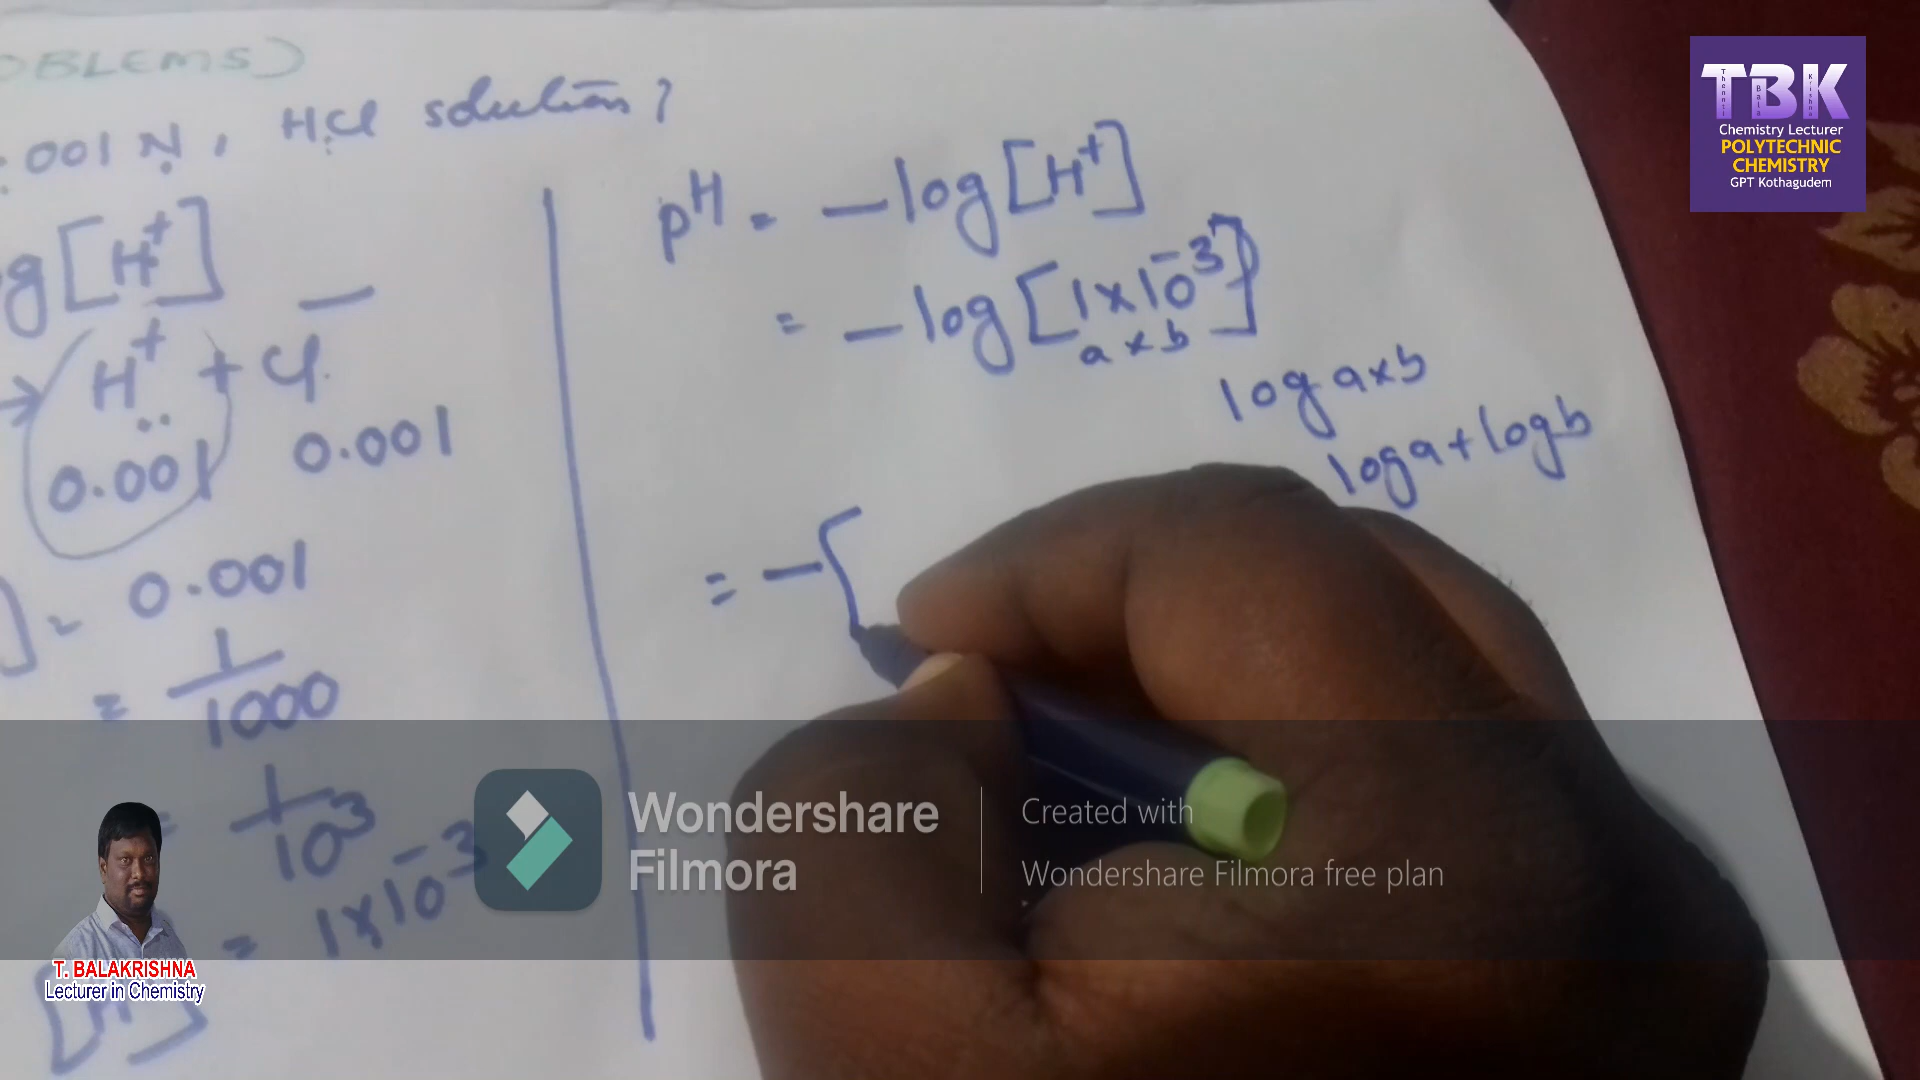 OBLEMS)
.001 N, HCl solution?
g[H⁺]
H⁺ + Cl⁻
0.001 0.001
] = 0.001
= 1/1000
= 1/10³
= 1×10⁻³
pH = -log[H⁺]
= -log[1×10⁻³]
a×b
log a×b
log a + log b
= -[
TBK
Chemistry Lecturer
POLYTECHNIC
CHEMISTRY
GPT Kothagudem
Wondershare
Filmora
Created with
Wondershare Filmora free plan
T. BALAKRISHNA
Lecturer in Chemistry